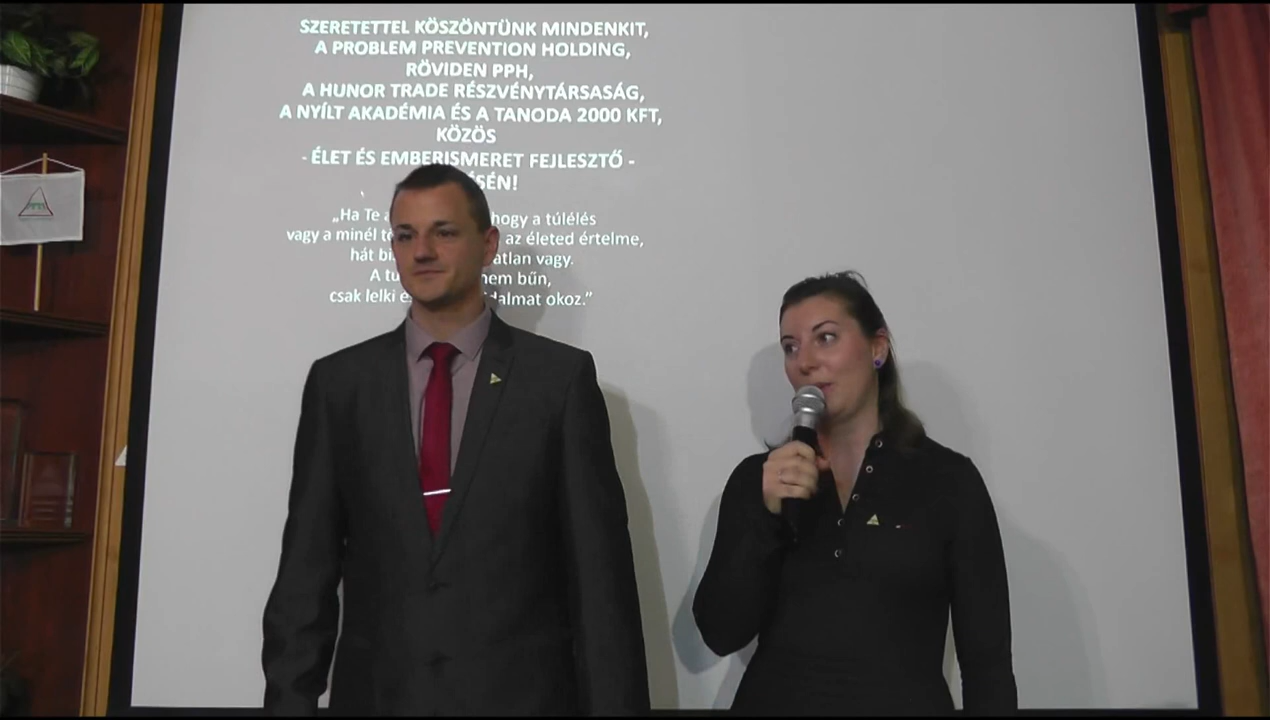 SZERETETTEL KÖSZÖNTÜNK MINDENKIT,
A PROBLEM PREVENTION HOLDING,
RÖVIDEN PPH,
A HUNOR TRADE RÉSZVÉNYTÁRSASÁG,
A NYÍLT AKADÉMIA ÉS A TANODA 2000 KFT,
KÖZÖS
- ÉLET ÉS EMBERISMERET FEJLESZTŐ -
„Ha Te hogy a túlélés
vagy a minél az életed értelme,
hát vagy.
A nem bűn,
csak lelki okoz.”